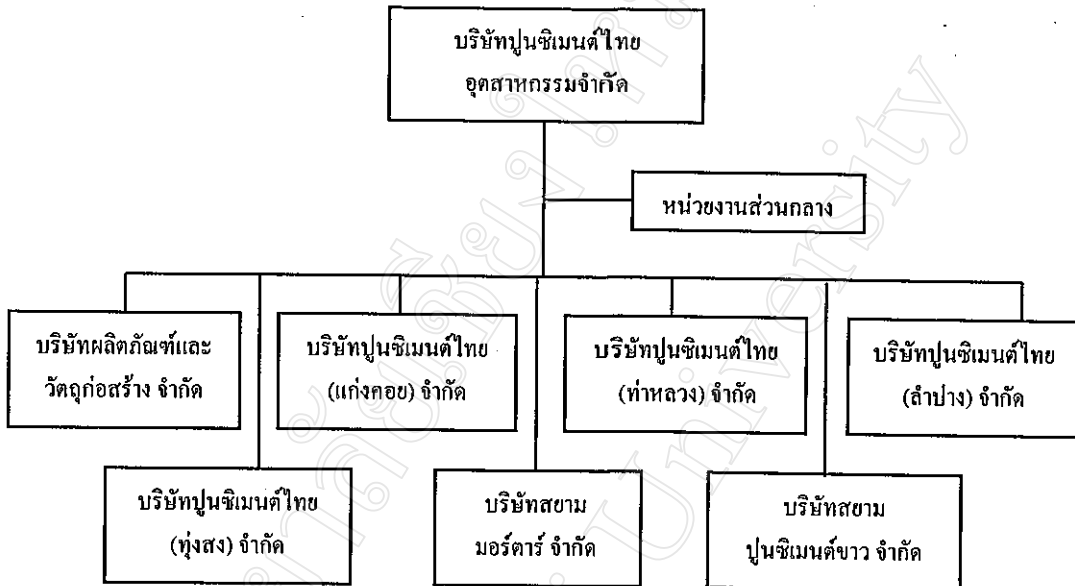 บริษัทปูนซิเมนต์ไทย
อุตสาหกรรมจำกัด
หน่วยงานส่วนกลาง
บริษัทผลิตภัณฑ์และ
วัตถุก่อสร้าง จำกัด
บริษัทปูนซิเมนต์ไทย
(แก่งคอย) จำกัด
บริษัทปูนซิเมนต์ไทย
(ท่าหลวง) จำกัด
บริษัทปูนซิเมนต์ไทย
(ลำปาง) จำกัด
บริษัทปูนซิเมนต์ไทย
(ทุ่งสง) จำกัด
บริษัทสยาม
มอร์ตาร์ จำกัด
บริษัทสยาม
ปูนซิเมนต์ขาว จำกัด
University